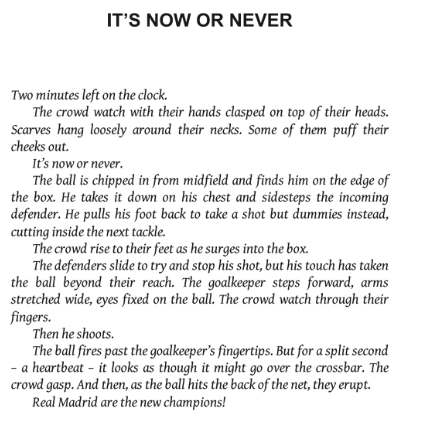 IT'S NOW OR NEVER
Two minutes left on the clock.
The crowd watch with their hands clasped on top of their heads.
Scarves hang loosely around their necks. Some of them puff their
cheeks out.
It's now or never.
The ball is chipped in from midfield and finds him on the edge of
the box. He takes it down on his chest and sidesteps the incoming
defender. He pulls his foot back to take a shot but dummies instead,
cutting inside the next tackle.
The crowd rise to their feet as he surges into the box.
The defenders slide to try and stop his shot, but his touch has taken
the ball beyond their reach. The goalkeeper steps forward, arms
stretched wide, eyes fixed on the ball. The crowd watch through their
fingers.
Then he shoots.
The ball fires past the goalkeeper's fingertips. But for a split second
– a heartbeat – it looks as though it might go over the crossbar. The
crowd gasp. And then, as the ball hits the back of the net, they erupt.
Real Madrid are the new champions!